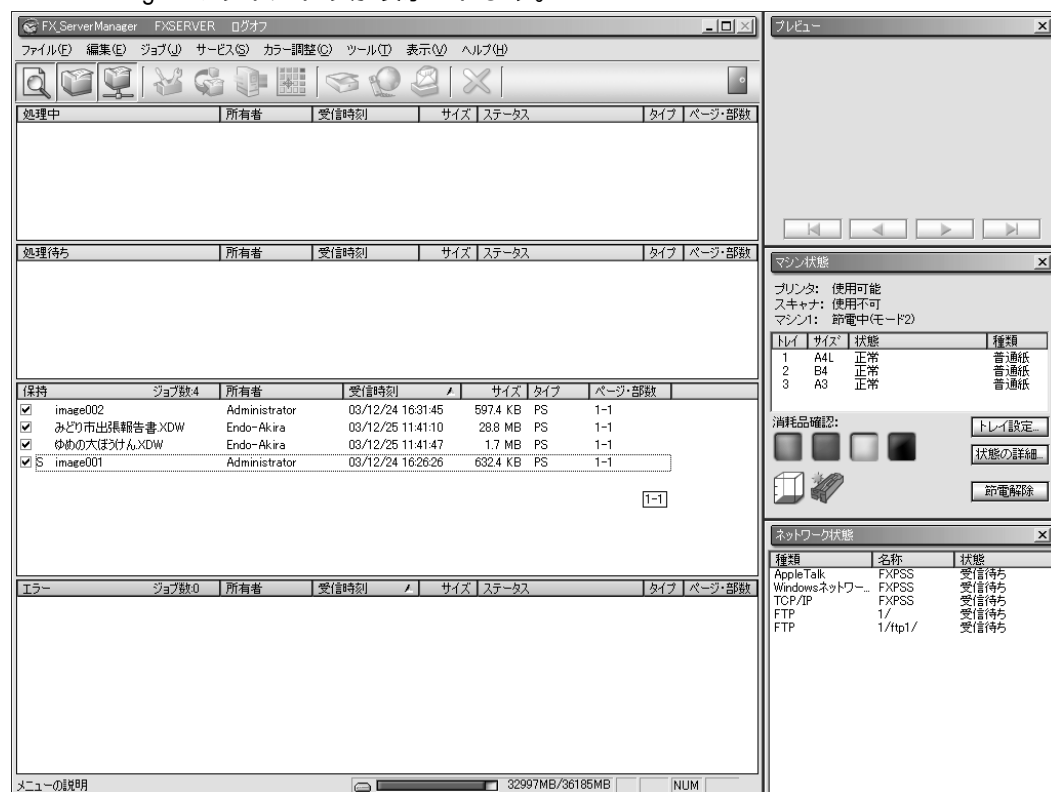 FX_ServerManager FXSERVER ログオフ
ファイル(F) 編集(E) ジョブ(J) サービス(S) カラー調整(C) ツール(T) 表示(V) ヘルプ(H)
処理中 所有者 受信時刻 サイズ ステータス タイプ ページ・部数
処理待ち 所有者 受信時刻 サイズ ステータス タイプ ページ・部数
保持 ジョブ数:4 所有者 受信時刻 サイズ タイプ ページ・部数
image002 Administrator 03/12/24 16:31:45 597.4 KB PS 1-1
みどり市出張報告書.XDW Endo-Akira 03/12/25 11:41:10 28.8 MB PS 1-1
ゆめの大ぼうけん.XDW Endo-Akira 03/12/25 11:41:47 1.7 MB PS 1-1
S image001 Administrator 03/12/24 16:26:26 632.4 KB PS 1-1
1-1
エラー ジョブ数:0 所有者 受信時刻 サイズ ステータス タイプ ページ・部数
メニューの説明 32997MB/36185MB NUM
プレビュー
マシン状態
プリンタ: 使用可能
スキャナ: 使用不可
マシン1: 節電中(モード2)
トレイ サイズ 状態 種類
1 A4L 正常 普通紙
2 B4 正常 普通紙
3 A3 正常 普通紙
消耗品確認:
トレイ設定...
状態の詳細...
節電解除
ネットワーク状態
種類 名称 状態
AppleTalk FXPSS 受信待ち
Windowsネットワー... FXPSS 受信待ち
TCP/IP FXPSS 受信待ち
FTP 1/ 受信待ち
FTP 1/ftp1/ 受信待ち